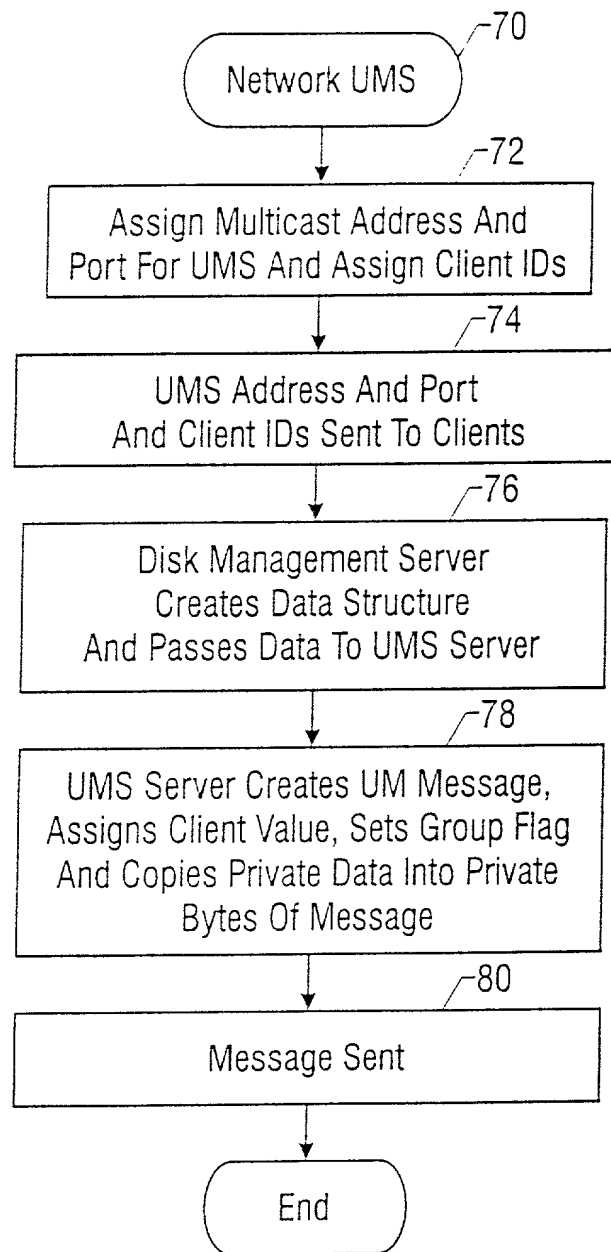 70
Network UMS
72
Assign Multicast Address And
Port For UMS And Assign Client IDs
74
UMS Address And Port
And Client IDs Sent To Clients
76
Disk Management Server
Creates Data Structure
And Passes Data To UMS Server
78
UMS Server Creates UM Message,
Assigns Client Value, Sets Group Flag
And Copies Private Data Into Private
Bytes Of Message
80
Message Sent
End